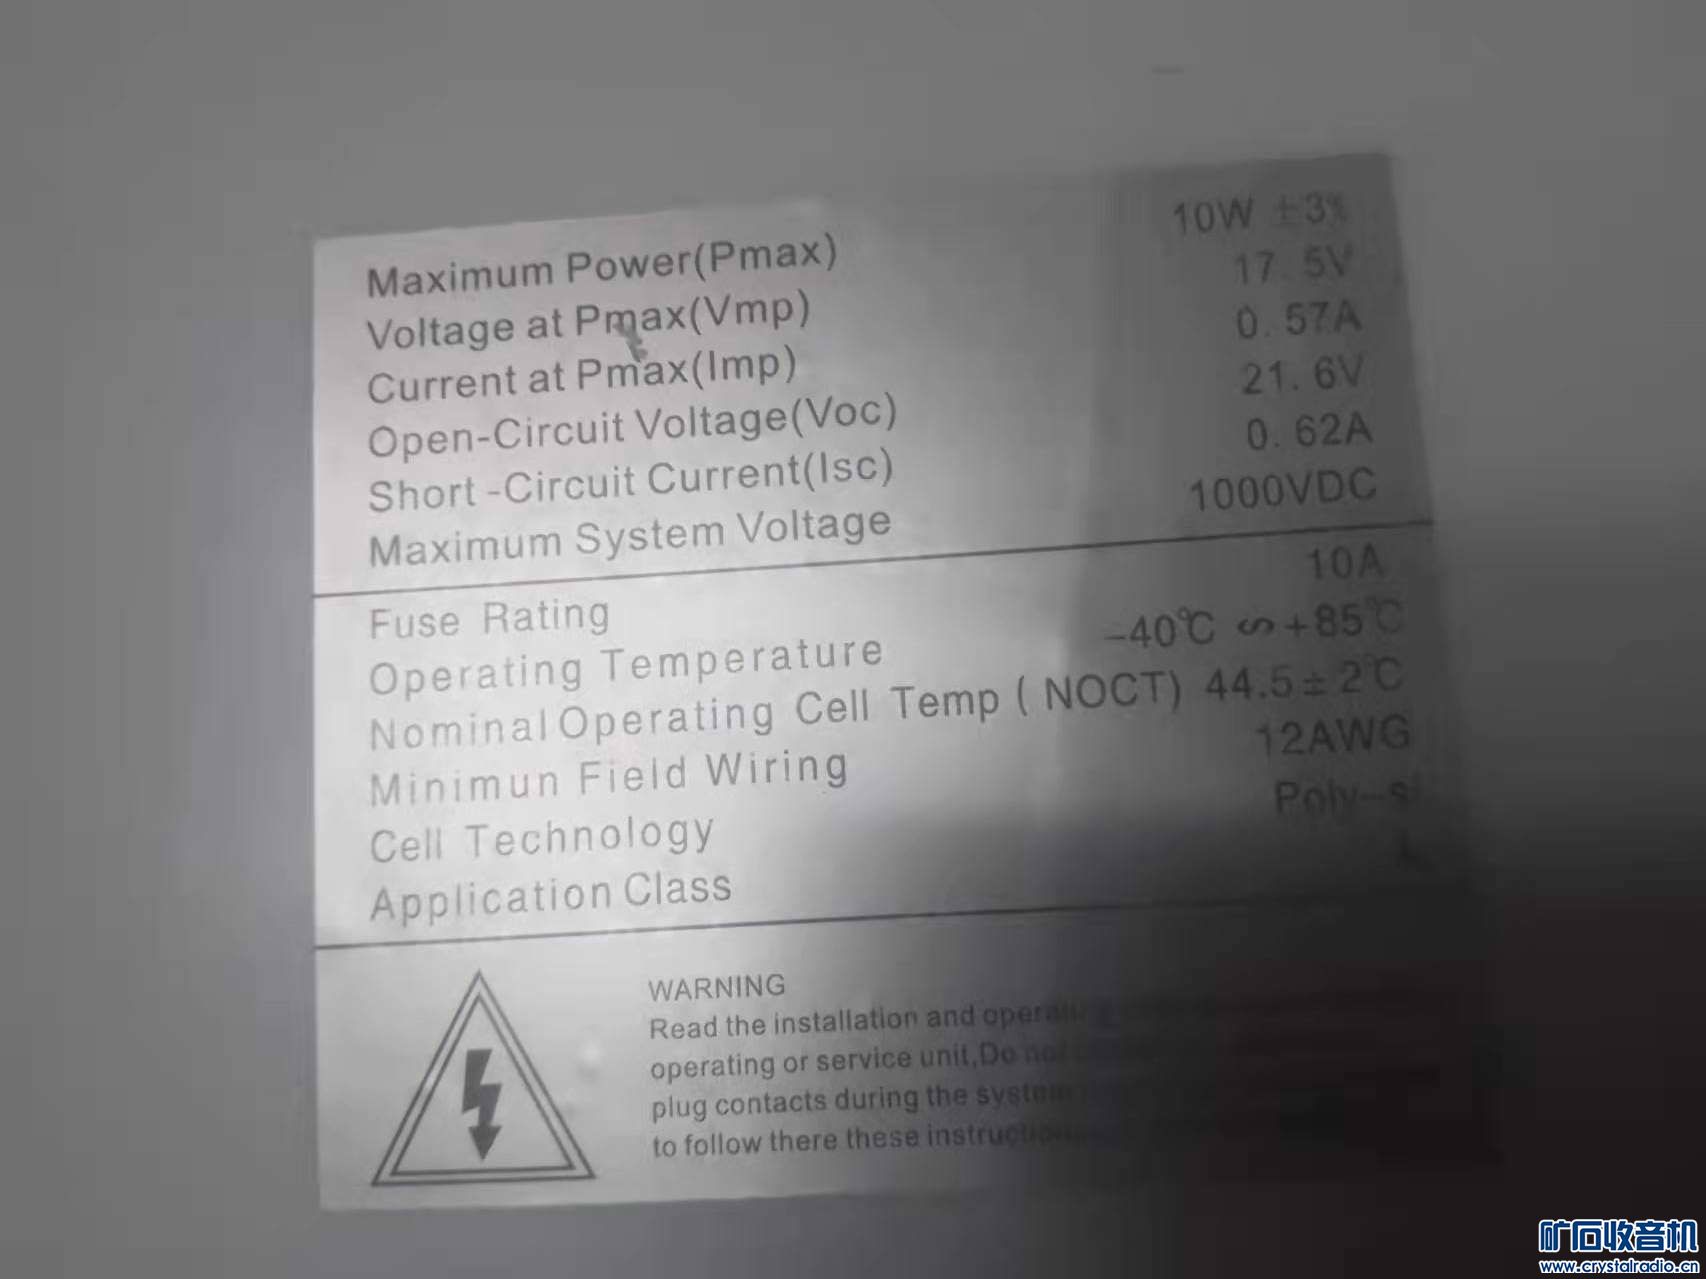 Maximum Power(Pmax) 10W ±3%
Voltage at Pmax(Vmp) 17.5V
Current at Pmax(Imp) 0.57A
Open-Circuit Voltage(Voc) 21.6V
Short-Circuit Current(Isc) 0.62A
Maximum System Voltage 1000VDC
Fuse Rating 10A
Operating Temperature -40℃ ∽+85℃
Nominal Operating Cell Temp ( NOCT) 44.5±2℃
Minimun Field Wiring 12AWG
Cell Technology Poly-si
Application Class
WARNING
Read the installation and
operating or service unit,Do not
plug contacts during the system
to follow there these
矿石收音机
www.crystalradio.cn